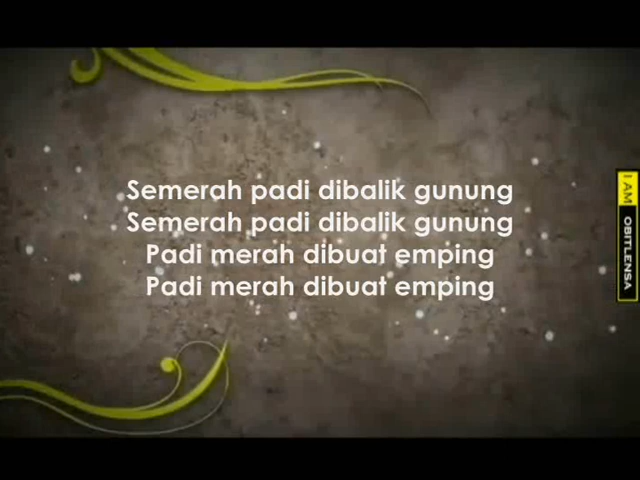 Semerah padi dibalik gunung
Semerah padi dibalik gunung
Padi merah dibuat emping
Padi merah dibuat emping
I AM OBITLENSA